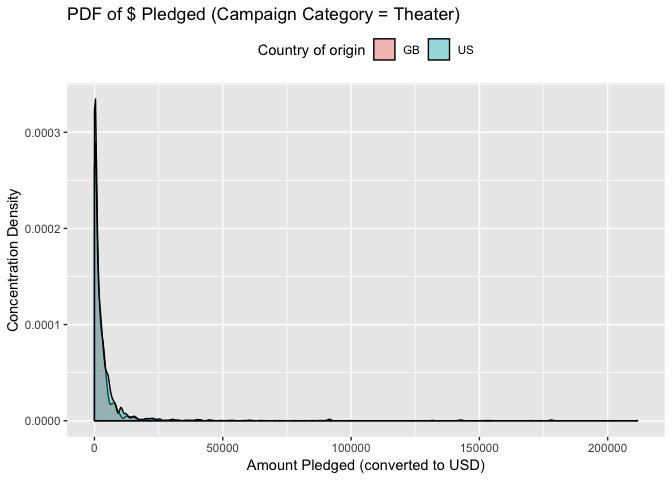 PDF of $ Pledged (Campaign Category = Theater)
Country of origin GB US
Concentration Density
0.0003
0.0002
0.0001
0.0000
0 50000 100000 150000 200000
Amount Pledged (converted to USD)